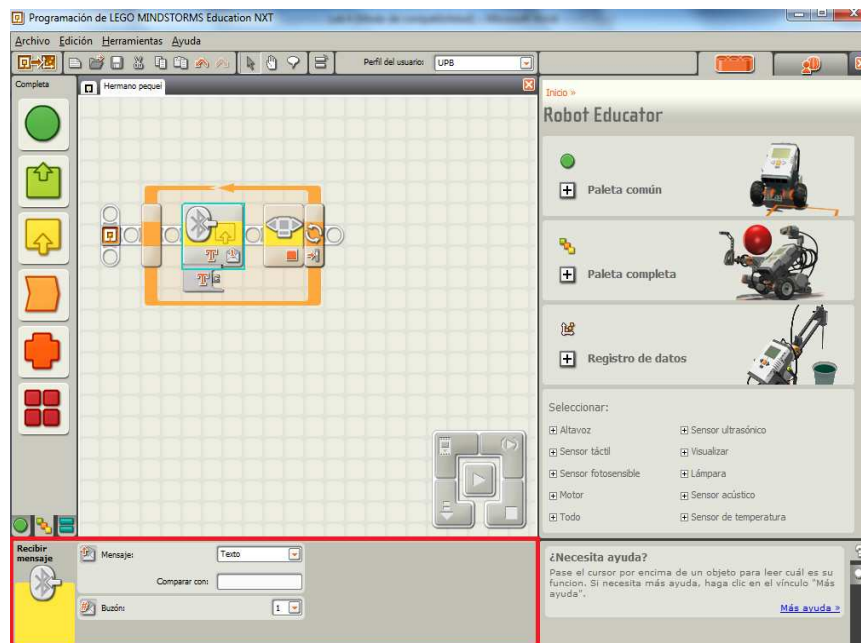 Programación de LEGO MINDSTORMS Education NXT
Archivo Edición Herramientas Ayuda
Perfil del usuario: UPB
Completa
Hermano pequel
Inicio »
Robot Educator
Paleta común
Paleta completa
Registro de datos
Seleccionar:
Altavoz
Sensor ultrasónico
Sensor táctil
Visualizar
Sensor fotosensible
Lámpara
Motor
Sensor acústico
Todo
Sensor de temperatura
Recibir
mensaje
Mensaje: Texto
Comparar con:
Buzón: 1
¿Necesita ayuda?
Pase el cursor por encima de un objeto para leer cuál es su
funcion. Si necesita más ayuda, haga clic en el vínculo "Más
ayuda".
Más ayuda »